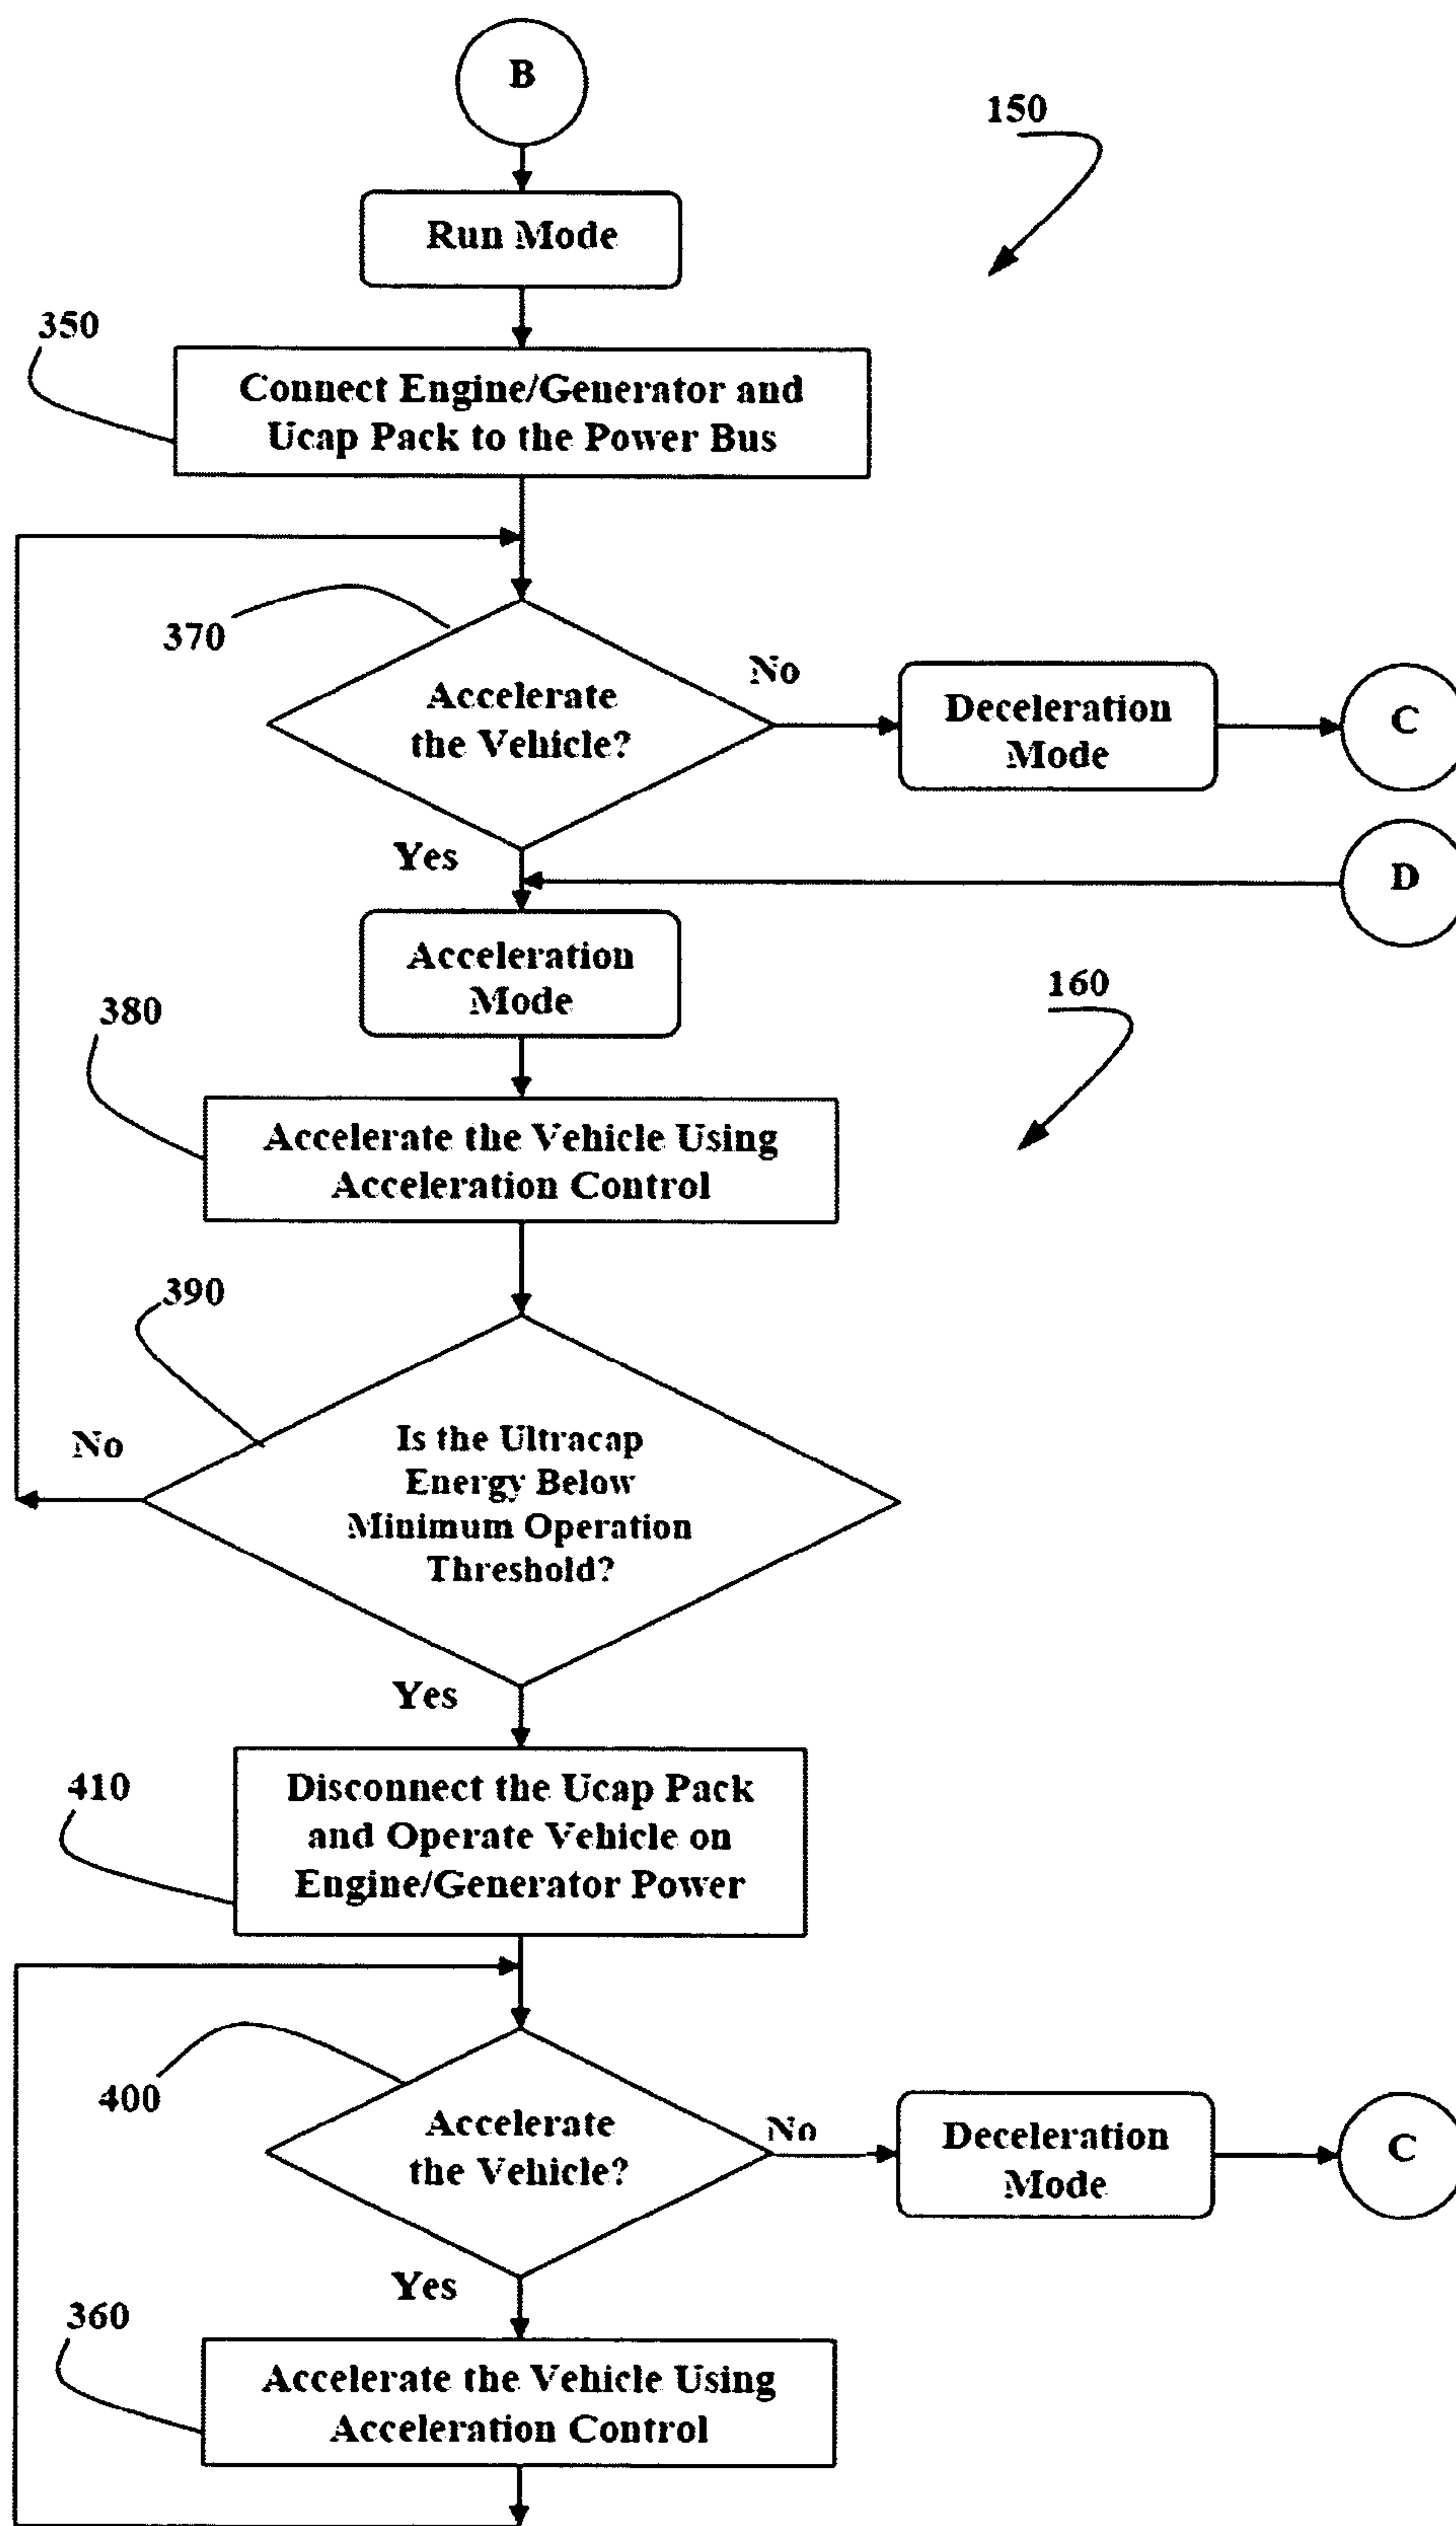 B
150
Run Mode
350
Connect Engine/Generator and
Ucap Pack to the Power Bus
370
Accelerate
the Vehicle?
No
Deceleration
Mode
C
Yes
D
Acceleration
Mode
160
380
Accelerate the Vehicle Using
Acceleration Control
390
No
Is the Ultracap
Energy Below
Minimum Operation
Threshold?
Yes
410
Disconnect the Ucap Pack
and Operate Vehicle on
Engine/Generator Power
400
Accelerate
the Vehicle?
No
Deceleration
Mode
C
Yes
360
Accelerate the Vehicle Using
Acceleration Control